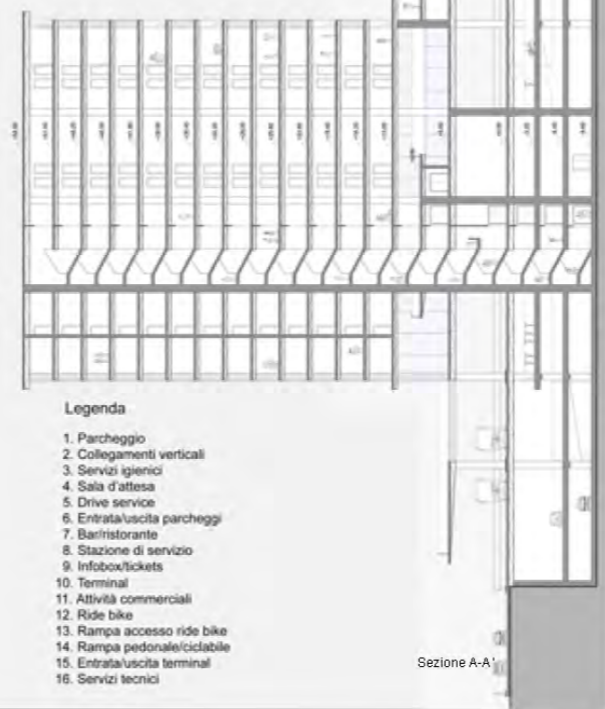 Legenda
1. Parcheggio
2. Collegamenti verticali
3. Servizi igienici
4. Sala d'attesa
5. Drive service
6. Entrata/uscita parcheggi
7. Bar/ristorante
8. Stazione di servizio
9. Infobox/tickets
10. Terminal
11. Attività commerciali
12. Ride bike
13. Rampa accesso ride bike
14. Rampa pedonale/ciclabile
15. Entrata/uscita terminal
16. Servizi tecnici
Sezione A-A'